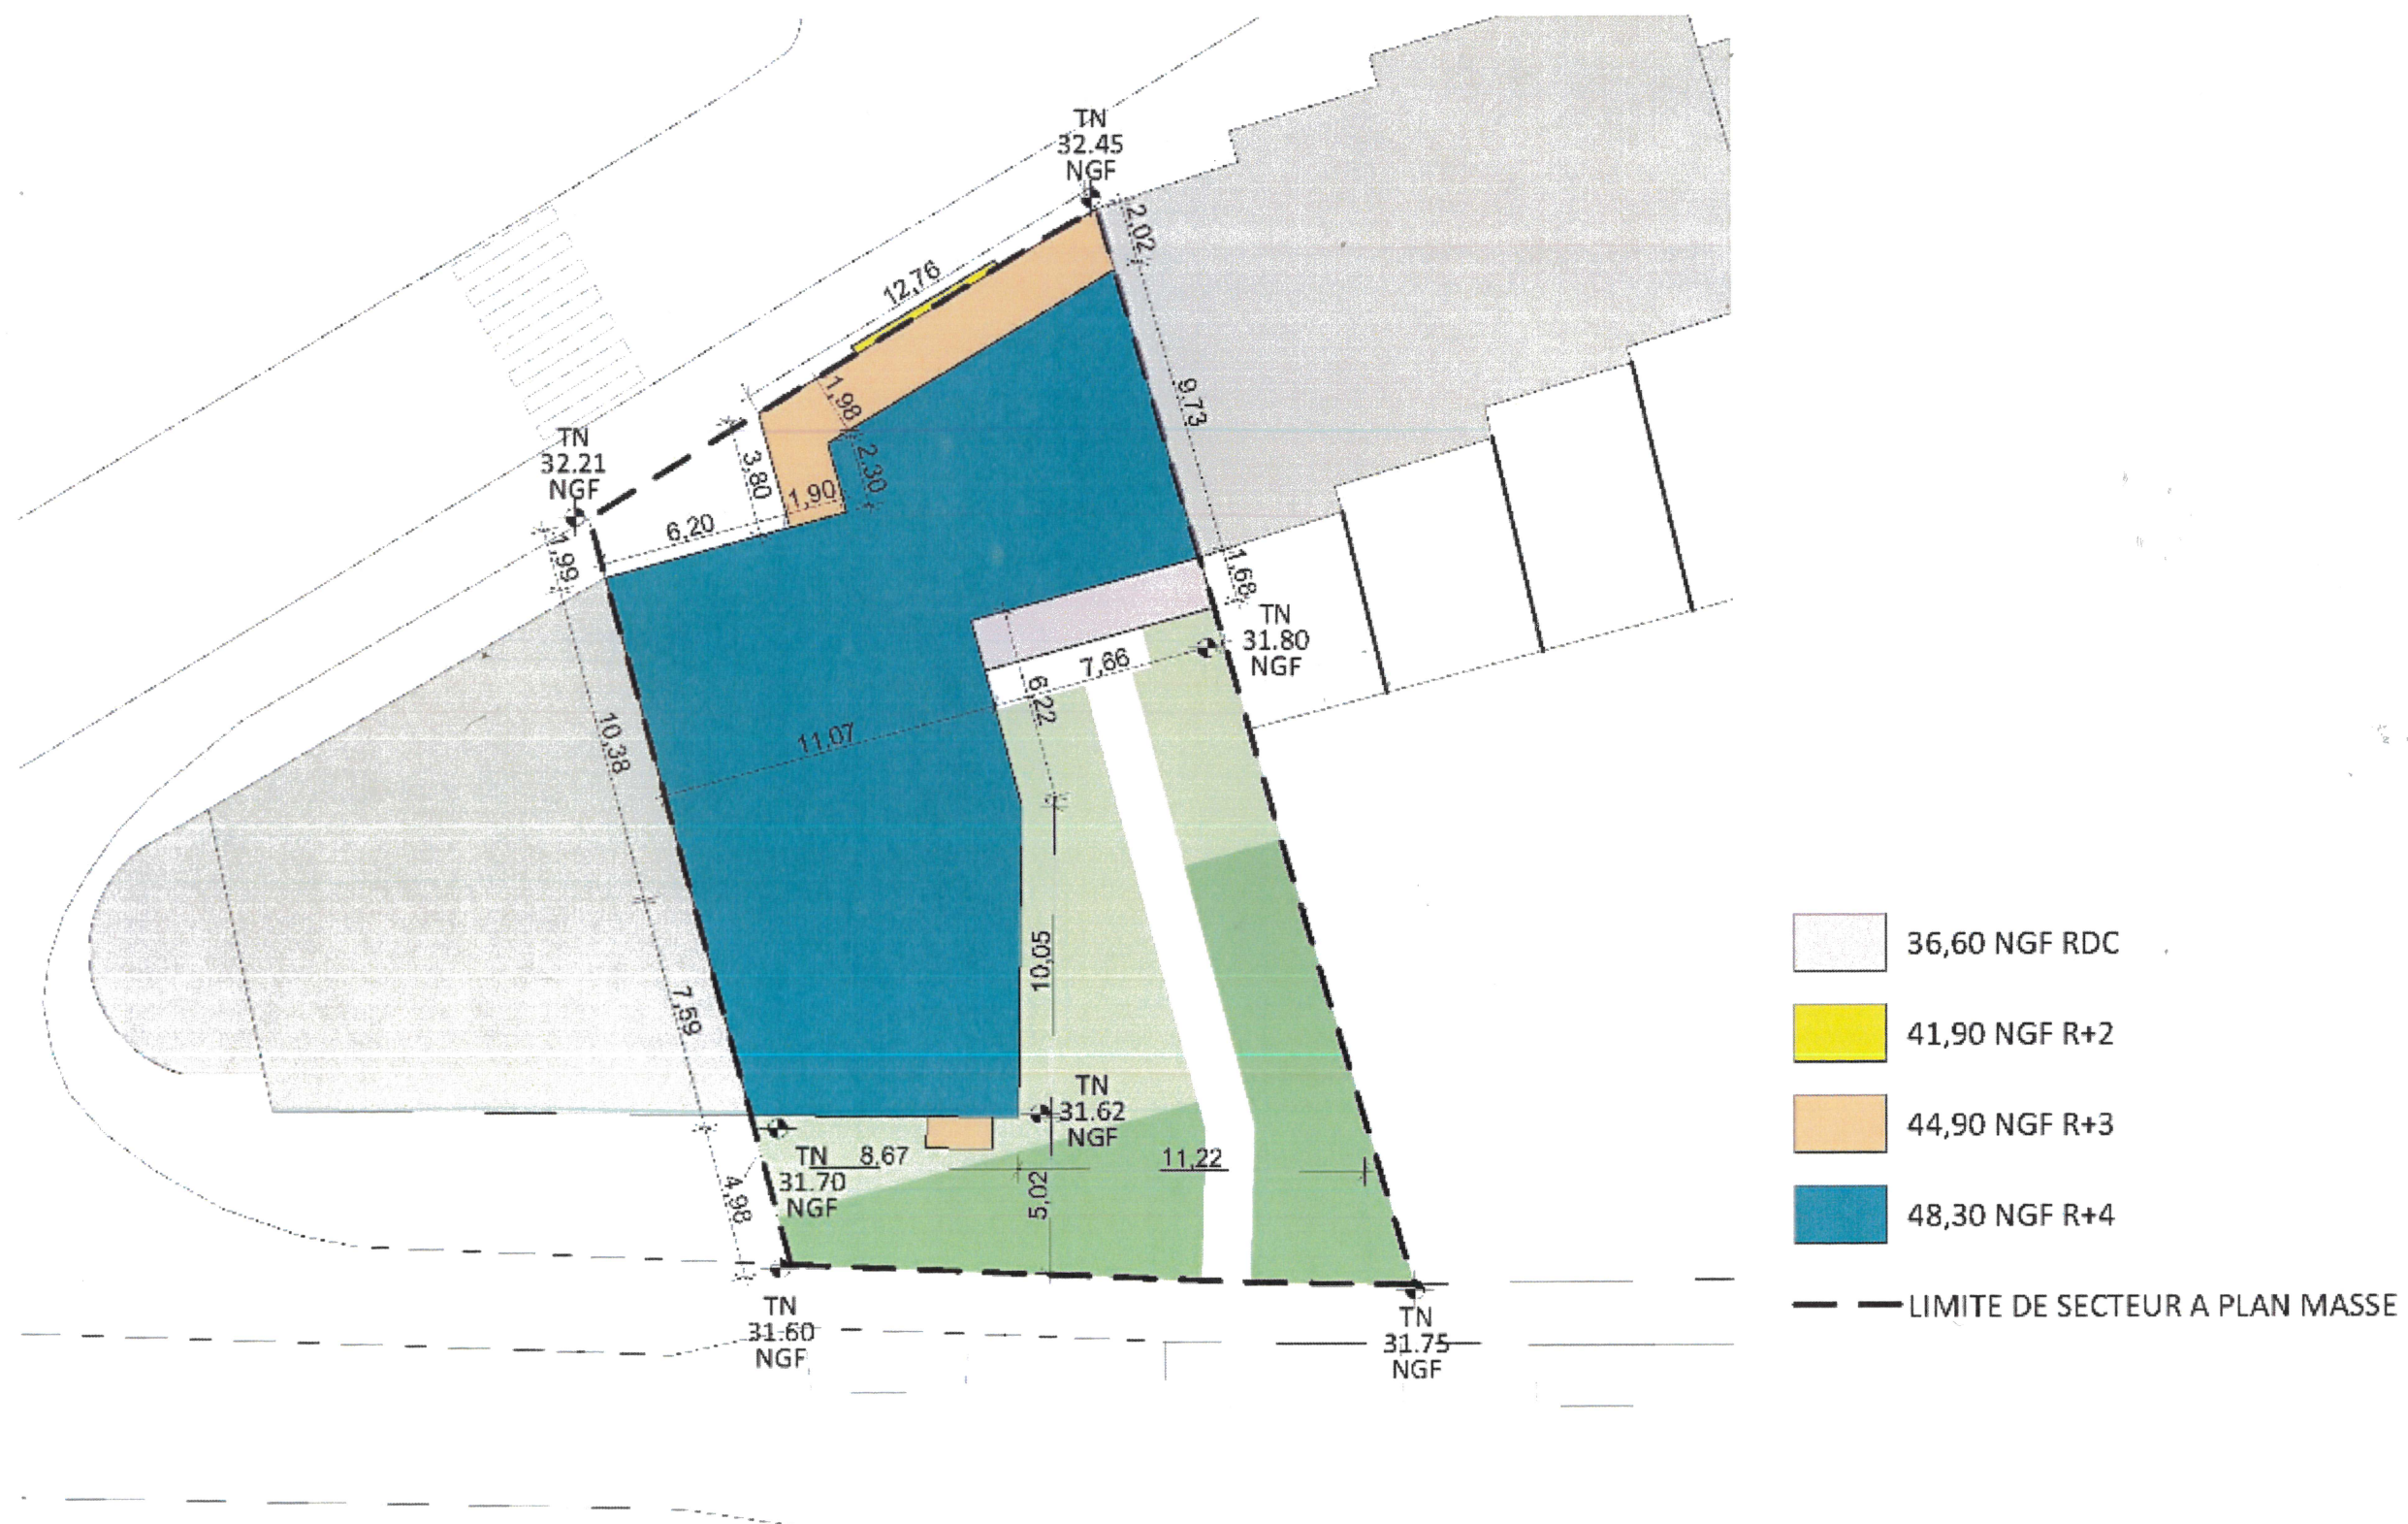 TN
32.45
NGF
2,02
12,76
9,73
1,98
2,30
3,80
1,90
TN
32.21
NGF
6,20
1,99
1,68
TN
31.80
NGF
7,66
6,22
11,07
10,38
10,05
7,59
TN
31.62
NGF
TN
31.70
NGF
8,67
11,22
5,02
4,98
TN
31.60
NGF
TN
31.75
NGF
36,60 NGF RDC
41,90 NGF R+2
44,90 NGF R+3
48,30 NGF R+4
LIMITE DE SECTEUR A PLAN MASSE